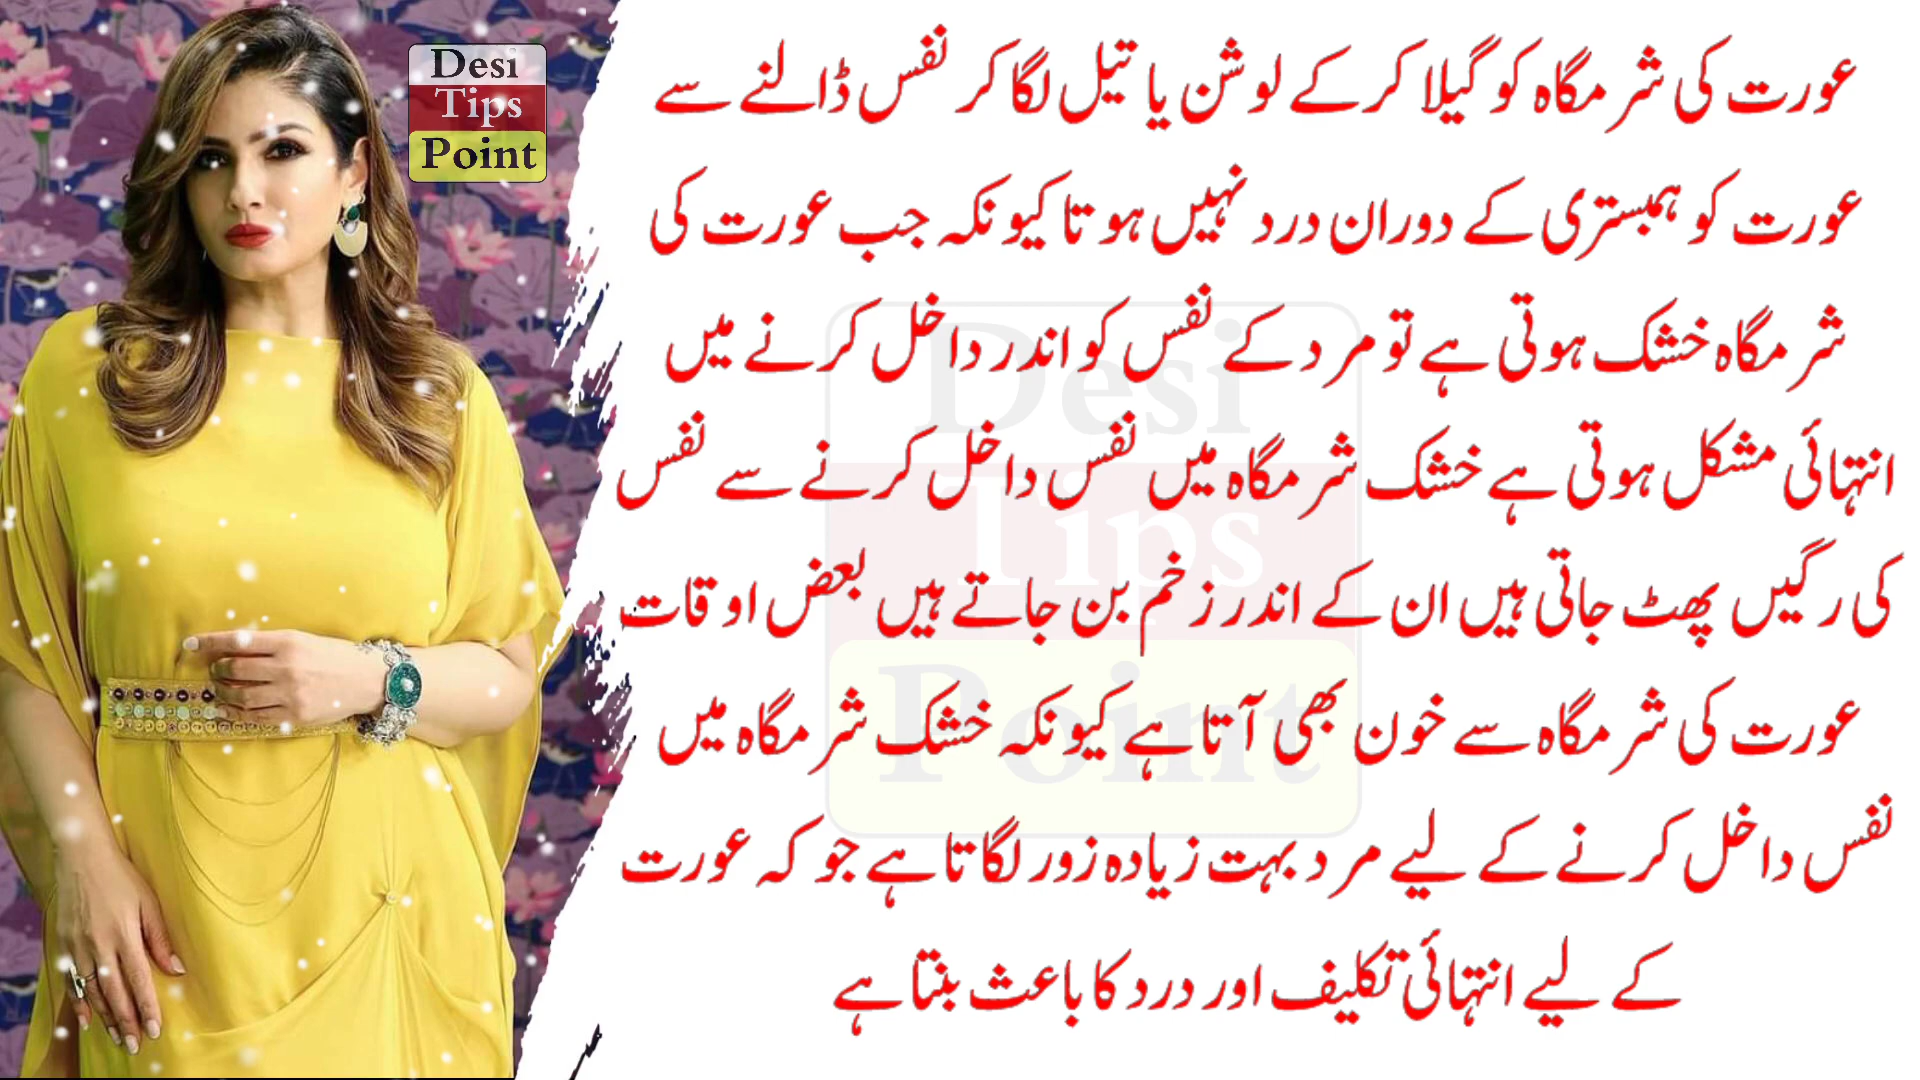 Desi
Tips
Point
عورت کی شرمگاہ کو گیلا کرکے لوشن یا تیل لگا کر نفس ڈالنے سے
عورت کو ہمبستری کے دوران درد نہیں ہوتا کیونکہ جب عورت کی
شرمگاہ خشک ہوتی ہے تو مرد کے نفس کو اندر داخل کرنے میں
انتہائی مشکل ہوتی ہے خشک شرمگاہ میں نفس داخل کرنے سے نفس
کی رگیں پھٹ جاتی ہیں ان کے اندر زخم بن جاتے ہیں بعض اوقات
عورت کی شرمگاہ سے خون بھی آتا ہے کیونکہ خشک شرمگاہ میں
نفس داخل کرنے کے لیے مرد بہت زیادہ زور لگاتا ہے جو کہ عورت
کے لیے انتہائی تکلیف اور درد کا باعث بنتا ہے
Desi
Tips
Point